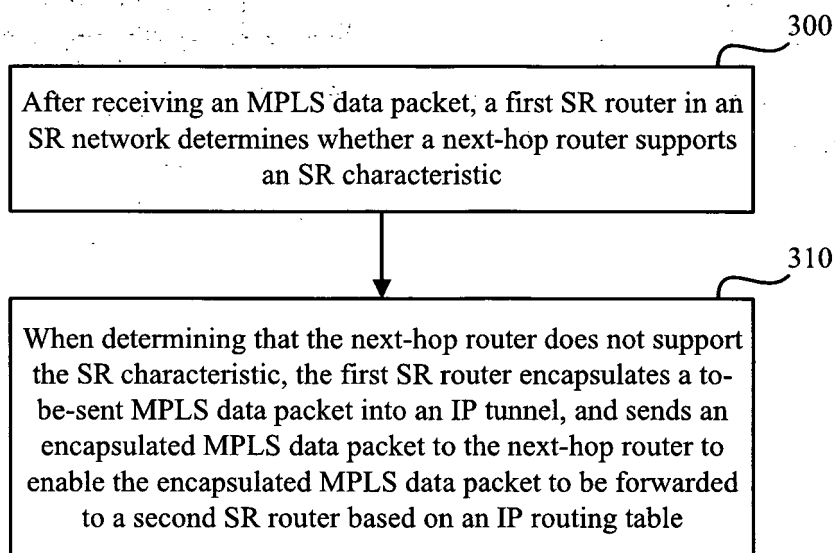 300
After receiving an MPLS data packet, a first SR router in an
SR network determines whether a next-hop router supports
an SR characteristic
310
When determining that the next-hop router does not support
the SR characteristic, the first SR router encapsulates a to-
be-sent MPLS data packet into an IP tunnel, and sends an
encapsulated MPLS data packet to the next-hop router to
enable the encapsulated MPLS data packet to be forwarded
to a second SR router based on an IP routing table